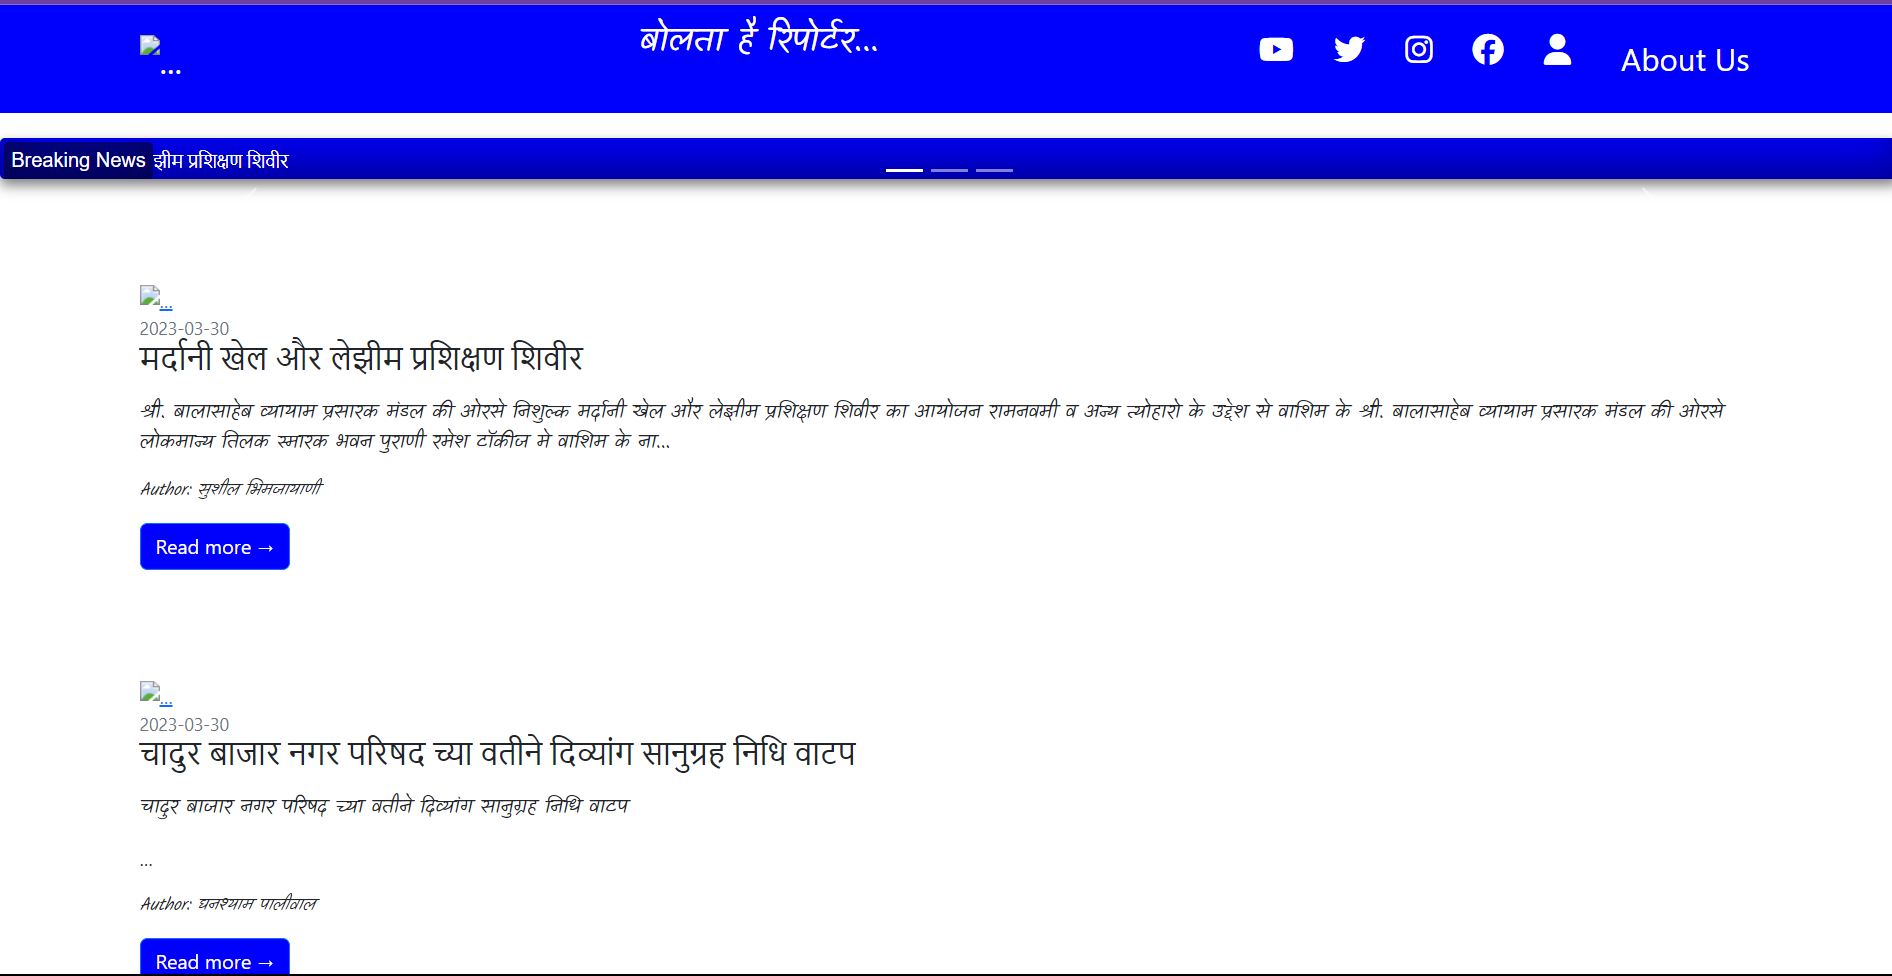 ...
बोलता है रिपोर्टर...
About Us
Breaking News झीम प्रशिक्षण शिवीर
...
2023-03-30
मर्दानी खेल और लेझीम प्रशिक्षण शिवीर
श्री. बालासाहेब व्यायाम प्रसारक मंडल की ओरसे निशुल्क मर्दानी खेल और लेझीम प्रशिक्षण शिवीर का आयोजन रामनवमी व अन्य त्योहारो के उद्देश से वाशिम के श्री. बालासाहेब व्यायाम प्रसारक मंडल की ओरसे
लोकमान्य तिलक स्मारक भवन पुराणी रमेश टॉकीज मे वाशिम के ना...
Author: सुशील भिमजायाणी
Read more →
...
2023-03-30
चादुर बाजार नगर परिषद च्या वतीने दिव्यांग सानुग्रह निधि वाटप
चादुर बाजार नगर परिषद च्या वतीने दिव्यांग सानुग्रह निधि वाटप
...
Author: घनश्याम पालीवाल
Read more →